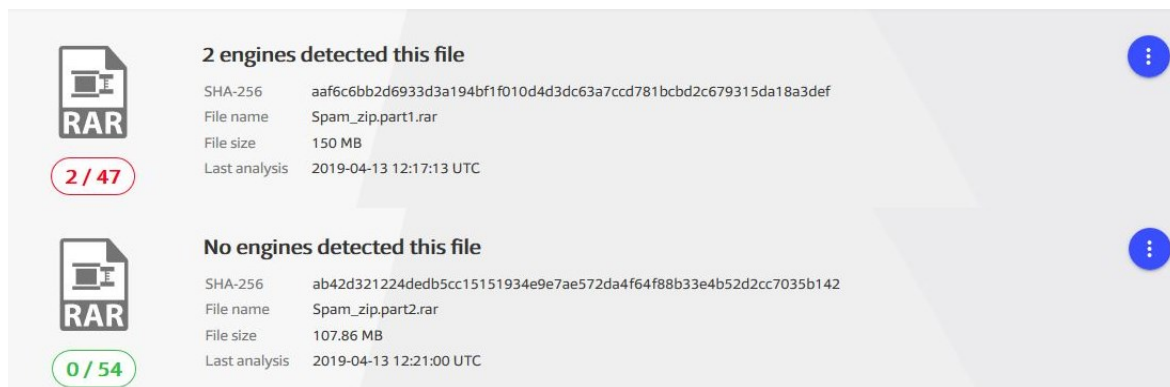 2 engines detected this file
SHA-256 aaf6c6bb2d6933d3a194bf1f010d4d3dc63a7ccd781bcbd2c679315da18a3def
File name Spam_zip.part1.rar
File size 150 MB
Last analysis 2019-04-13 12:17:13 UTC
RAR
2 / 47
No engines detected this file
SHA-256 ab42d321224dedb5cc15151934e9e7ae572da4f64f88b33e4b52d2cc7035b142
File name Spam_zip.part2.rar
File size 107.86 MB
Last analysis 2019-04-13 12:21:00 UTC
RAR
0 / 54